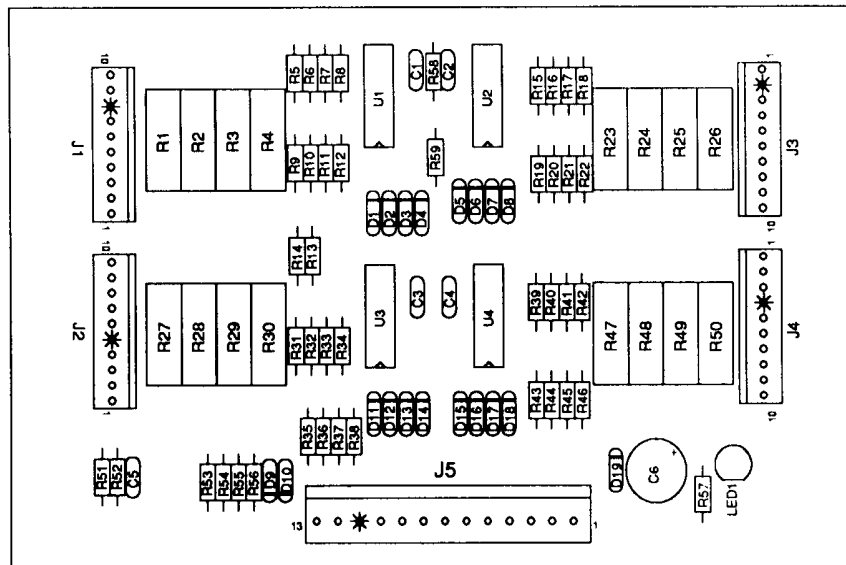 R5 R6 R7 R8
C1 R58 C2
R15 R16 R17 R18
10
1
U1
U2
J1
R1 R2 R3 R4
R23 R24 R25 R26
J3
R9 R10 R11 R12
R59
R19 R20 R21 R22
D1 D2 D3 D4
D5 D6 D7 D8
1
10
10
1
R14 R13
J2
R27 R28 R29 R30
U3
C3 C4
U4
R39 R40 R41 R42
R47 R48 R49 R50
J4
R31 R32 R33 R34
1
10
D11 D12 D13 D14
D15 D16 D17 D18
R43 R44 R45 R46
R35 R36 R37 R38
R51 R52 C5
R53 R54 R55 R56 D9 D10
J5
D19
+
C6
R57
LED1
13
1